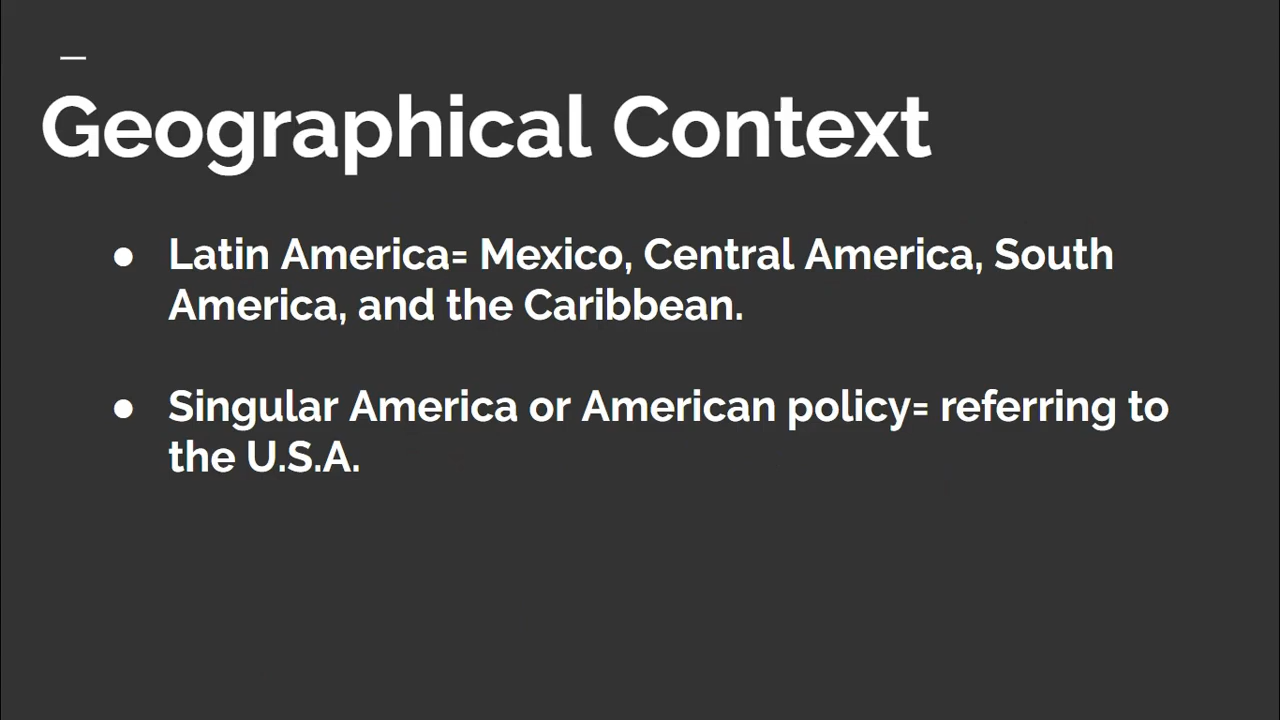 Geographical Context
● Latin America= Mexico, Central America, South
America, and the Caribbean.
● Singular America or American policy= referring to
the U.S.A.